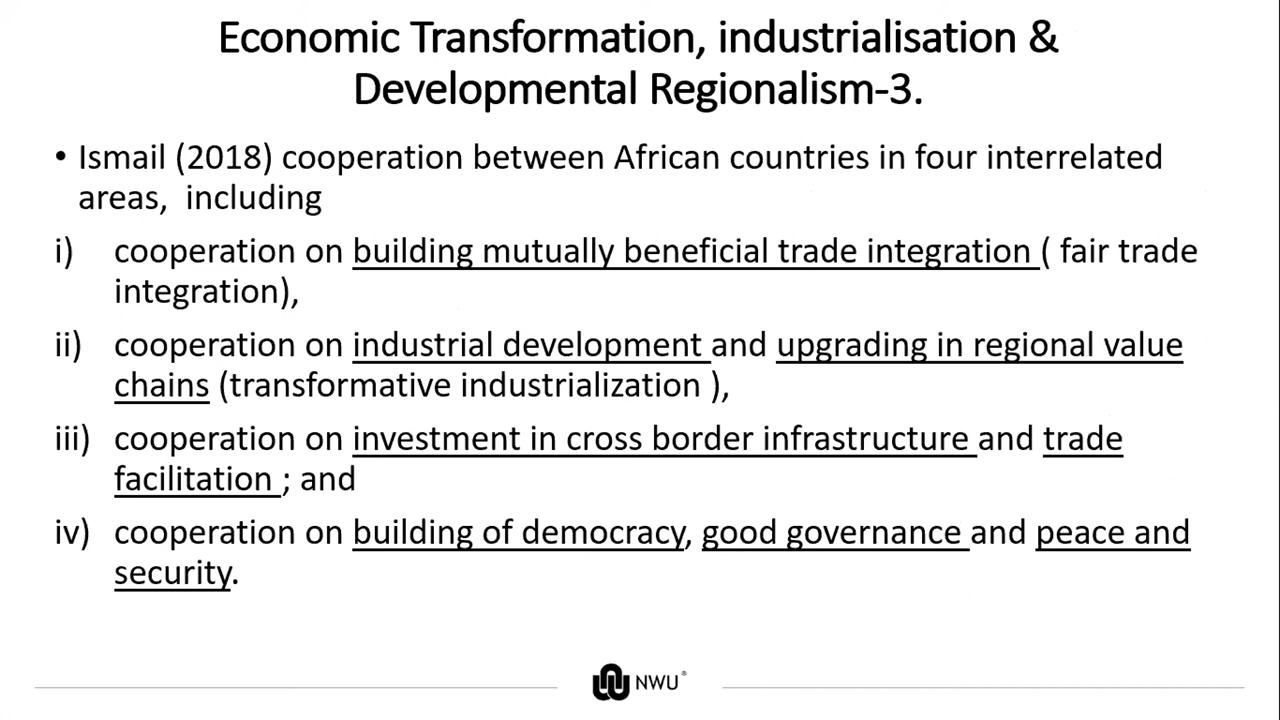 Economic Transformation, industrialisation &
Developmental Regionalism-3.
• Ismail (2018) cooperation between African countries in four interrelated
areas, including
i) cooperation on building mutually beneficial trade integration ( fair trade
integration),
ii) cooperation on industrial development and upgrading in regional value
chains (transformative industrialization ),
iii) cooperation on investment in cross border infrastructure and trade
facilitation ; and
iv) cooperation on building of democracy, good governance and peace and
security.
NWU®